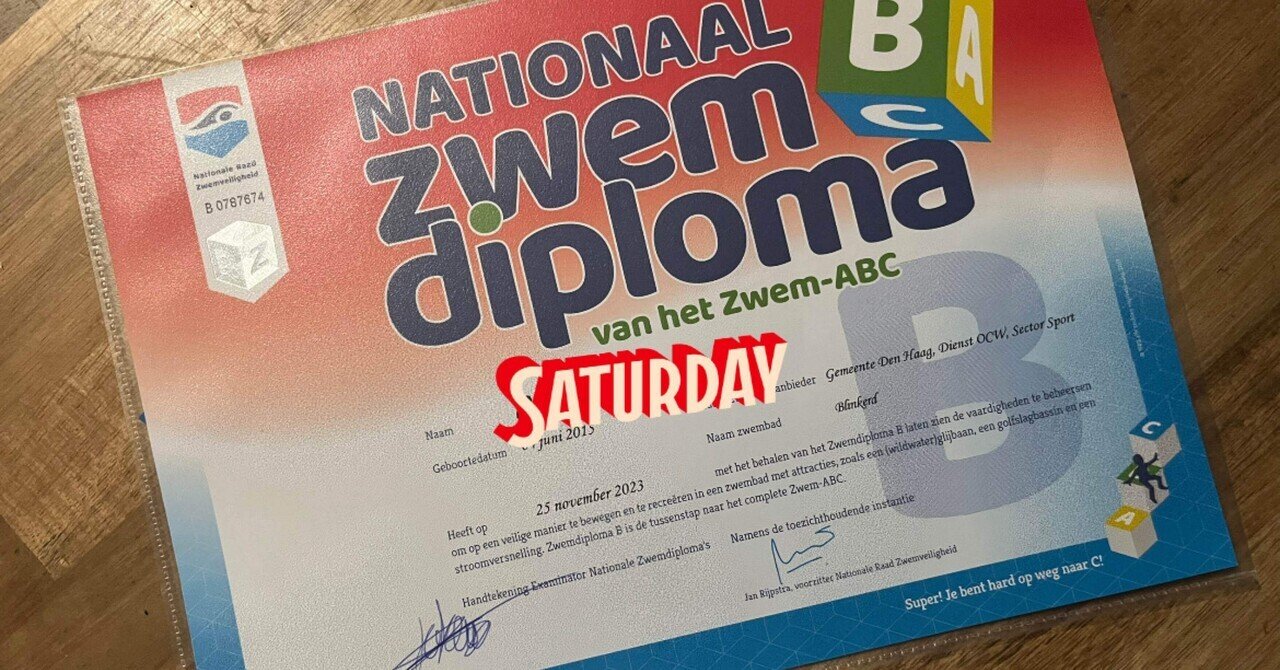 NATIONAAL
zwem
diploma
van het Zwem-ABC
B
A
C
Nationale Raad
Zwemveiligheid
B 0787674
Z
SATURDAY
B
Naam
anbieder Gemeente Den Haag, Dienst OCW, Sector Sport
Geboortedatum juni 2015
Naam zwembad Blinkerd
Heeft op 25 november 2023 met het behalen van het Zwemdiploma B laten zien de vaardigheden te beheersen
om op een veilige manier te bewegen en te recreëren in een zwembad met attracties, zoals een (wildwater)glijbaan, een golfslagbassin en een
stroomversnelling. Zwemdiploma B is de tussenstap naar het complete Zwem-ABC.
Handtekening Examinator Nationale Zwemdiploma's
Namens de toezichthoudende instantie
Jan Rijpstra, voorzitter Nationale Raad Zwemveiligheid
C
A
Super! Je bent hard op weg naar C!